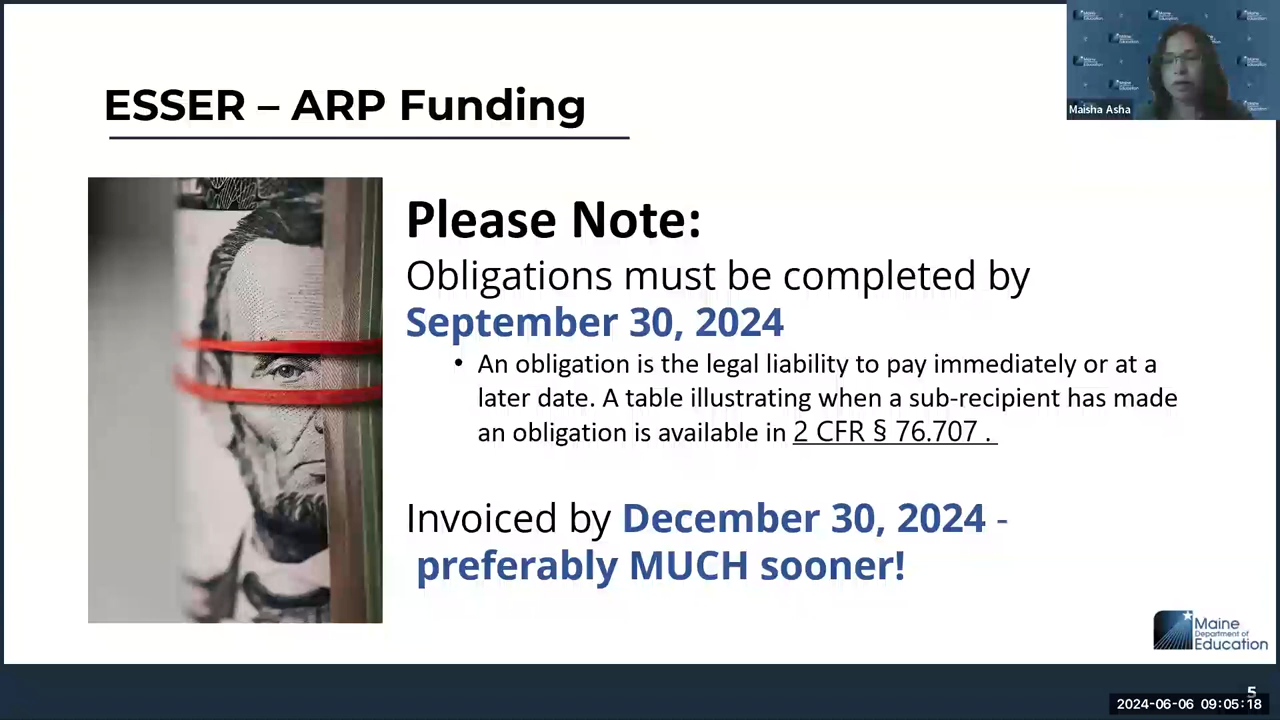 ESSER – ARP Funding
Maisha Asha
Please Note:
Obligations must be completed by
September 30, 2024
• An obligation is the legal liability to pay immediately or at a
later date. A table illustrating when a sub-recipient has made
an obligation is available in 2 CFR § 76.707 .
Invoiced by December 30, 2024 -
preferably MUCH sooner!
Maine
Department of
Education
5
2024-06-06 09:05:18